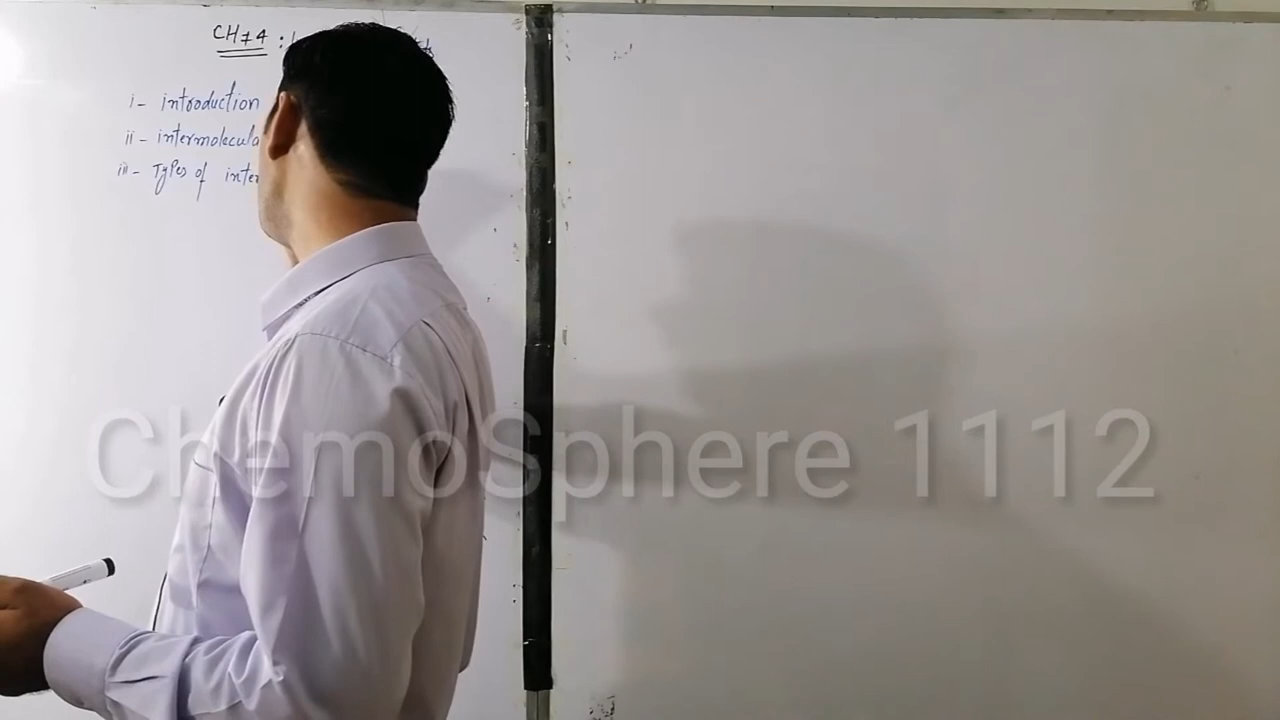 CH # 4 :
i- introduction
ii- intermolecula
iii- Types of inter
ChemoSphere 1112